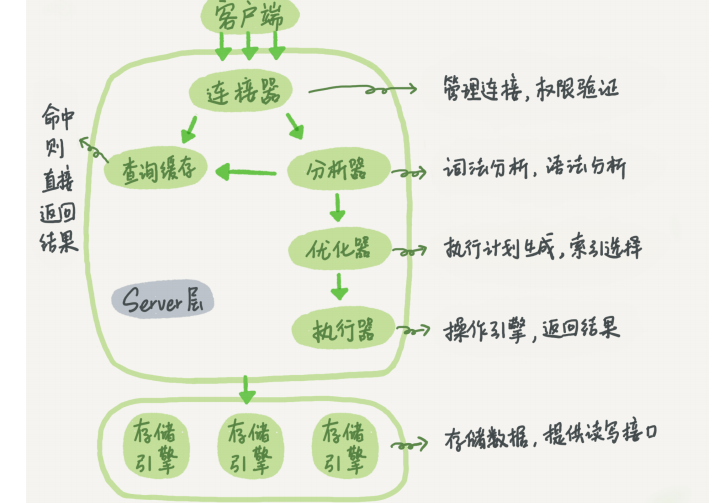 客户端
连接器
管理连接，权限验证
命中
则
直接
返回
结果
查询缓存
分析器
词法分析，语法分析
优化器
执行计划生成，索引选择
Server层
执行器
操作引擎，返回结果
存储
引擎
存储
引擎
存储
引擎
存储数据，提供读写接口